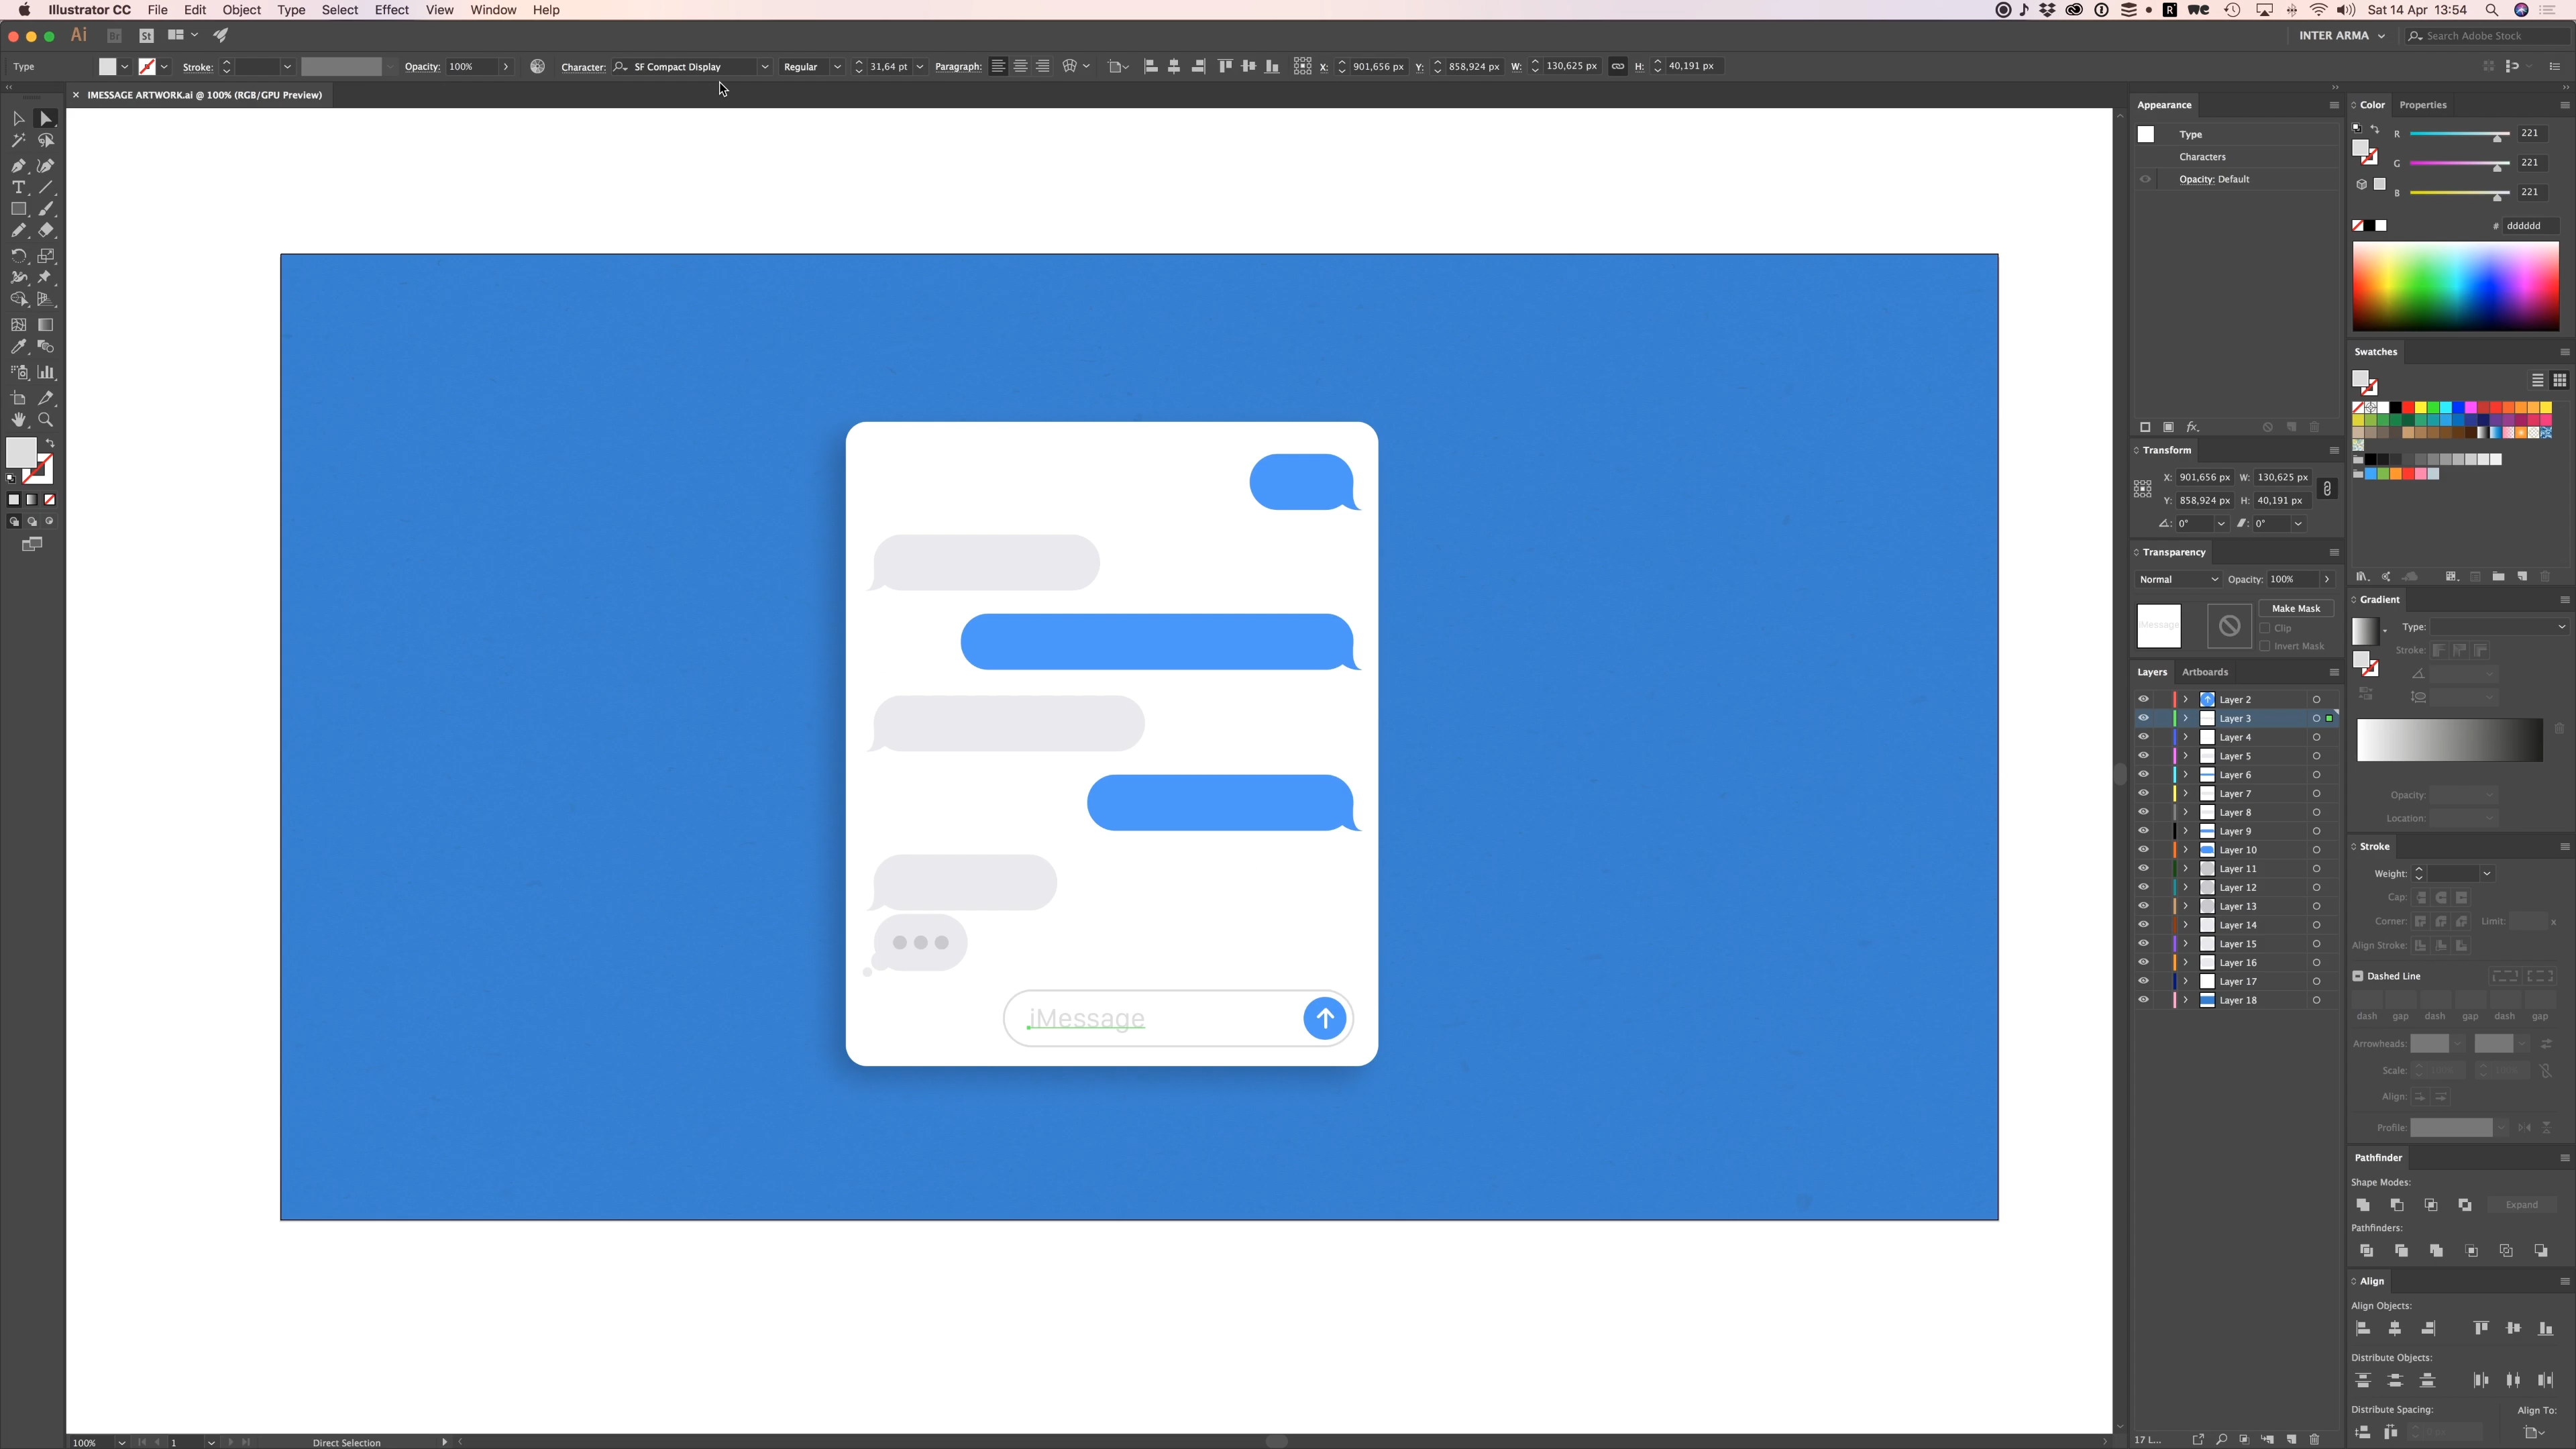 Illustrator CC File Edit Object Type Select Effect View Window Help
Sat 14 Apr 13:54
Ai Br St
INTER ARMA Search Adobe Stock
Type Stroke: Opacity: 100% Character: SF Compact Display Regular 31,64 pt Paragraph: X: 901,656 px Y: 858,924 px W: 130,625 px H: 40,191 px
IMESSAGE ARTWORK.ai @ 100% (RGB/GPU Preview)
iMessage
100% 1 Direct Selection
Appearance
Type
Characters
Opacity: Default
fx
Transform
X: 901,656 px W: 130,625 px
Y: 858,924 px H: 40,191 px
0° 0°
Transparency
Normal Opacity: 100%
iMessage
Make Mask
Clip
Invert Mask
Layers Artboards
Layer 2
Layer 3
Layer 4
Layer 5
Layer 6
Layer 7
Layer 8
Layer 9
Layer 10
Layer 11
Layer 12
Layer 13
Layer 14
Layer 15
Layer 16
Layer 17
Layer 18
17 L...
Color Properties
R 221
G 221
B 221
# dddddd
Swatches
Gradient
Type:
Stroke:
Opacity:
Location:
Stroke
Weight:
Cap:
Corner: Limit: x
Align Stroke:
Dashed Line
dash gap dash gap dash gap
Arrowheads:
Scale: 100% 100%
Align:
Profile:
Pathfinder
Shape Modes:
Expand
Pathfinders:
Align
Align Objects:
Distribute Objects:
Distribute Spacing: Align To: